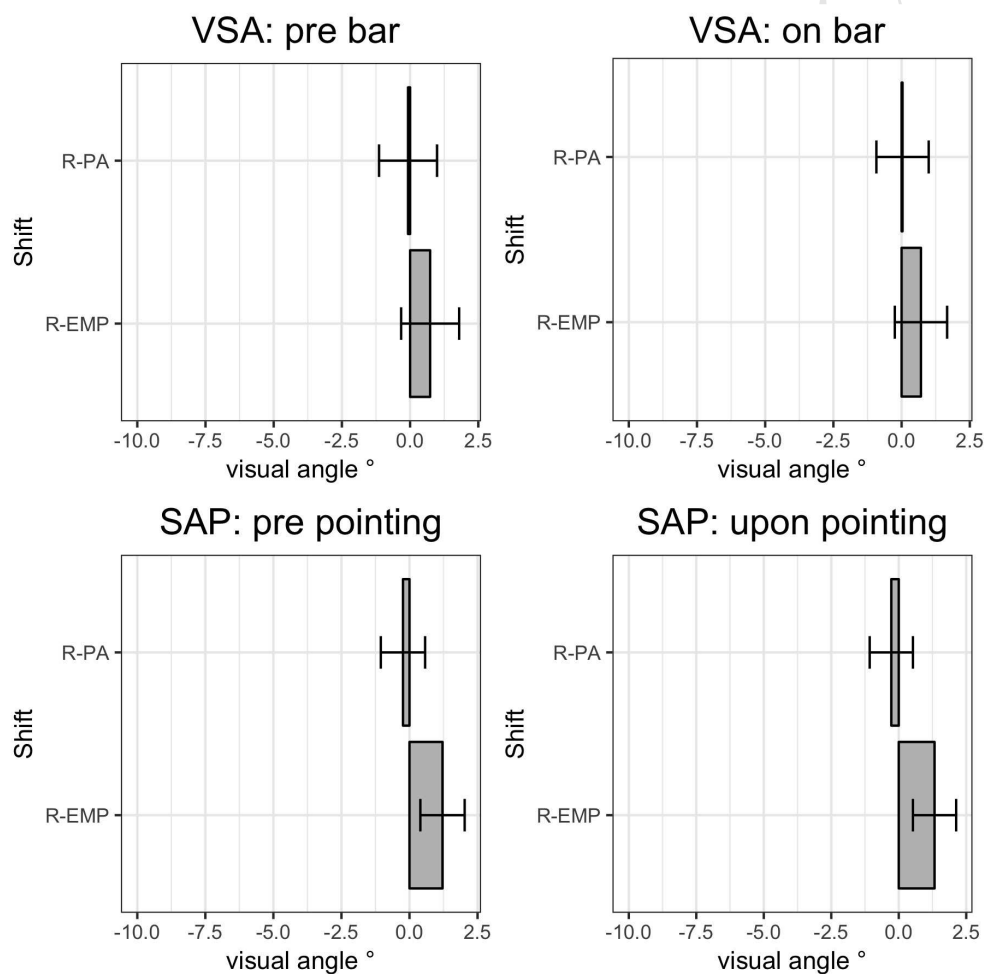 VSA: pre bar
R-PA
Shift
R-EMP
-10.0 -7.5 -5.0 -2.5 0.0 2.5
visual angle °
VSA: on bar
R-PA
Shift
R-EMP
-10.0 -7.5 -5.0 -2.5 0.0 2.5
visual angle °
SAP: pre pointing
R-PA
Shift
R-EMP
-10.0 -7.5 -5.0 -2.5 0.0 2.5
visual angle °
SAP: upon pointing
R-PA
Shift
R-EMP
-10.0 -7.5 -5.0 -2.5 0.0 2.5
visual angle °